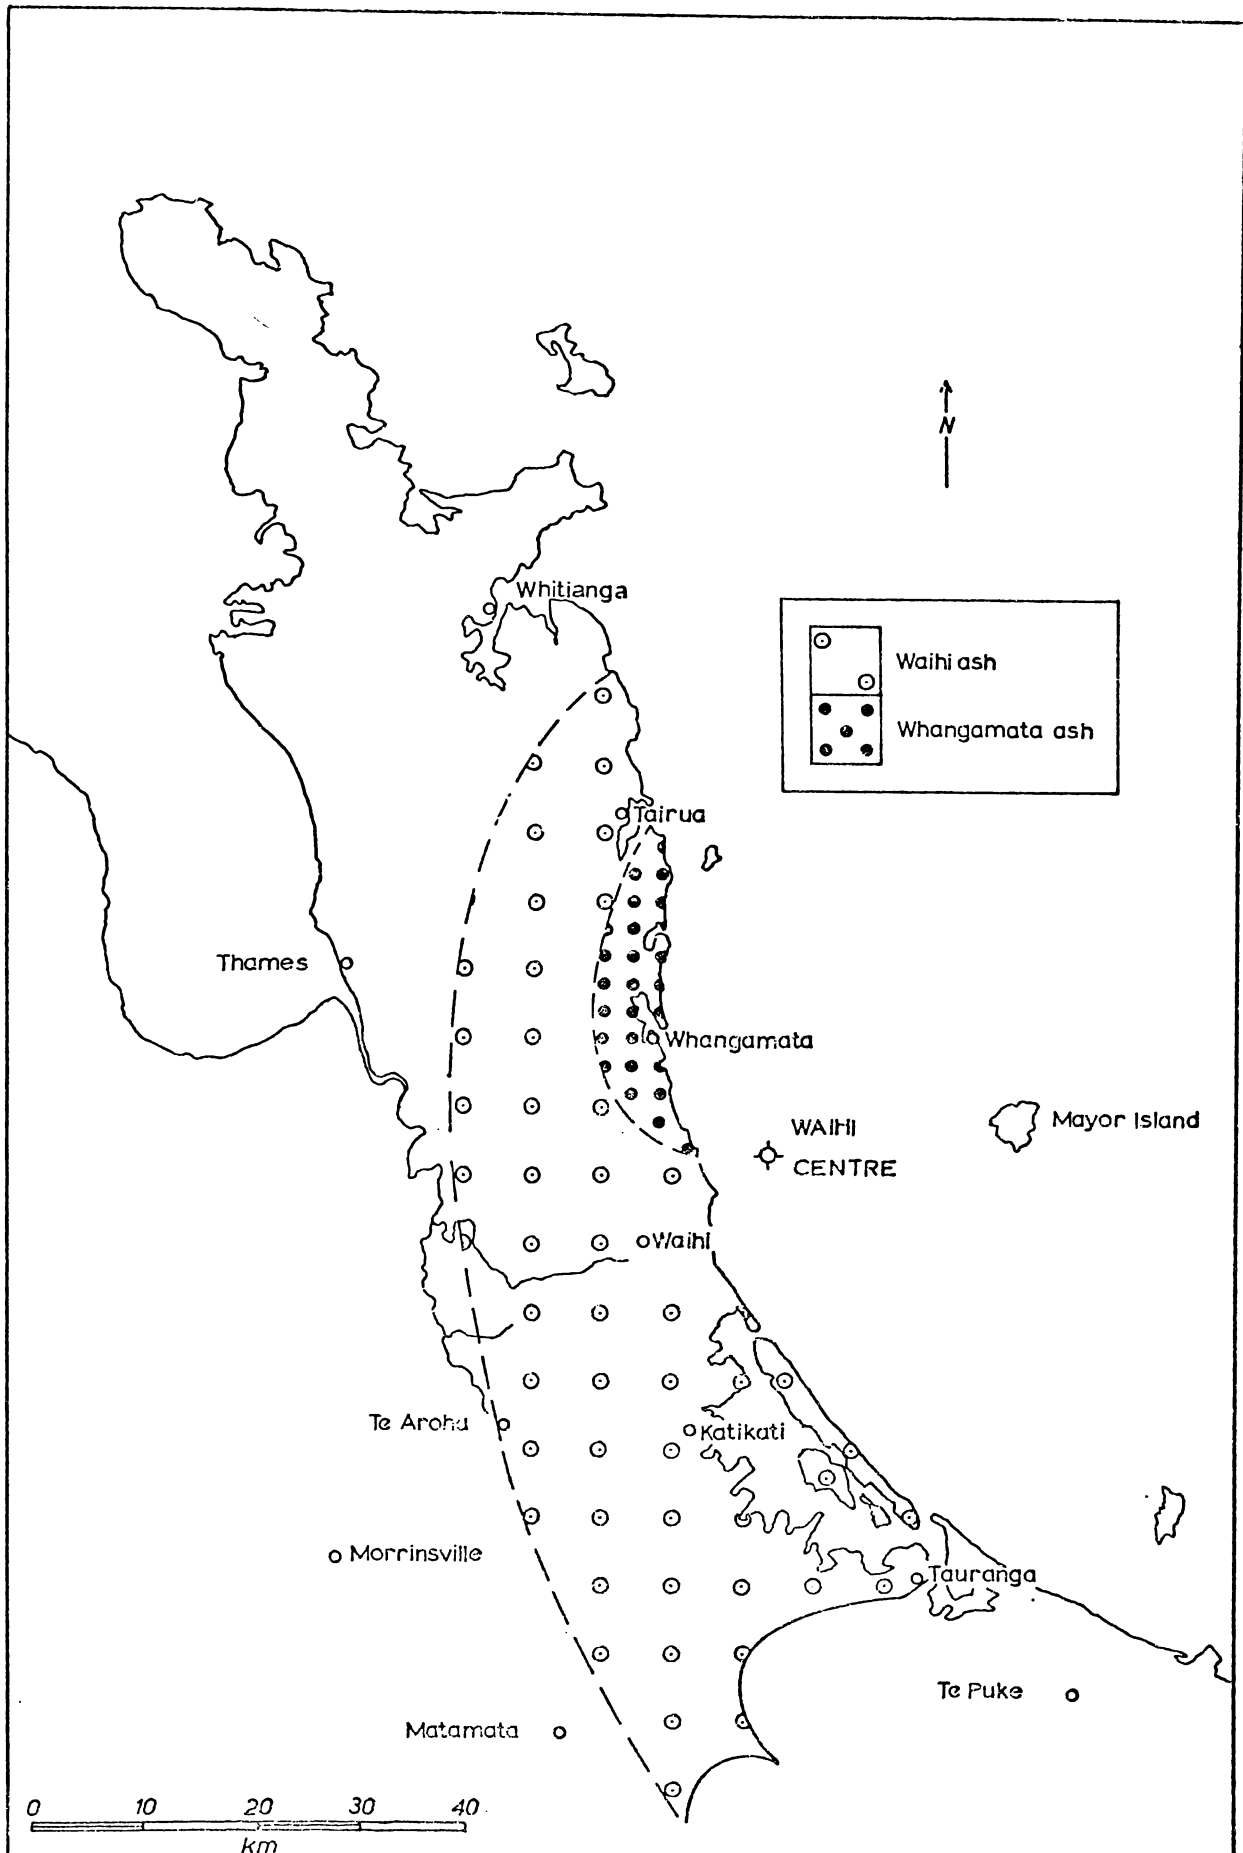 N
Whitianga
Waihi ash
Whangamata ash
Tairua
Thames
Whangamata
WAIHI
CENTRE
Mayor Island
Waihi
Te Aroha
Katikati
Morrinsville
Tauranga
Te Puke
Matamata
0 10 20 30 40
km